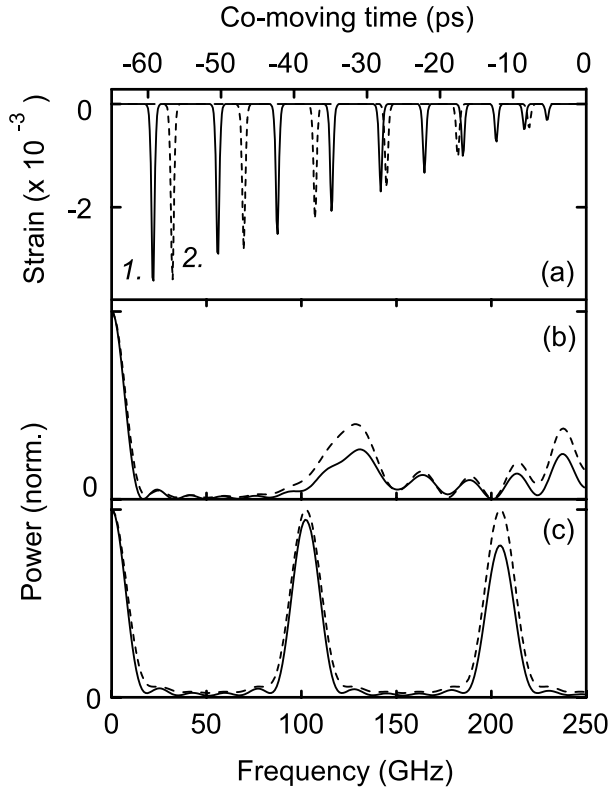 Co-moving time (ps)
-60 -50 -40 -30 -20 -10 0
0
-2
Strain (x 10 -3)
1. 2.
(a)
(b)
0
Power (norm.)
(c)
0
0 50 100 150 200 250
Frequency (GHz)